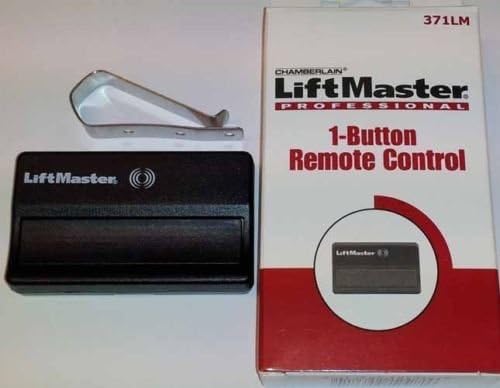 LiftMaster®
371LM
CHAMBERLAIN®
LiftMaster®
PROFESSIONAL
1-Button
Remote Control
LiftMaster